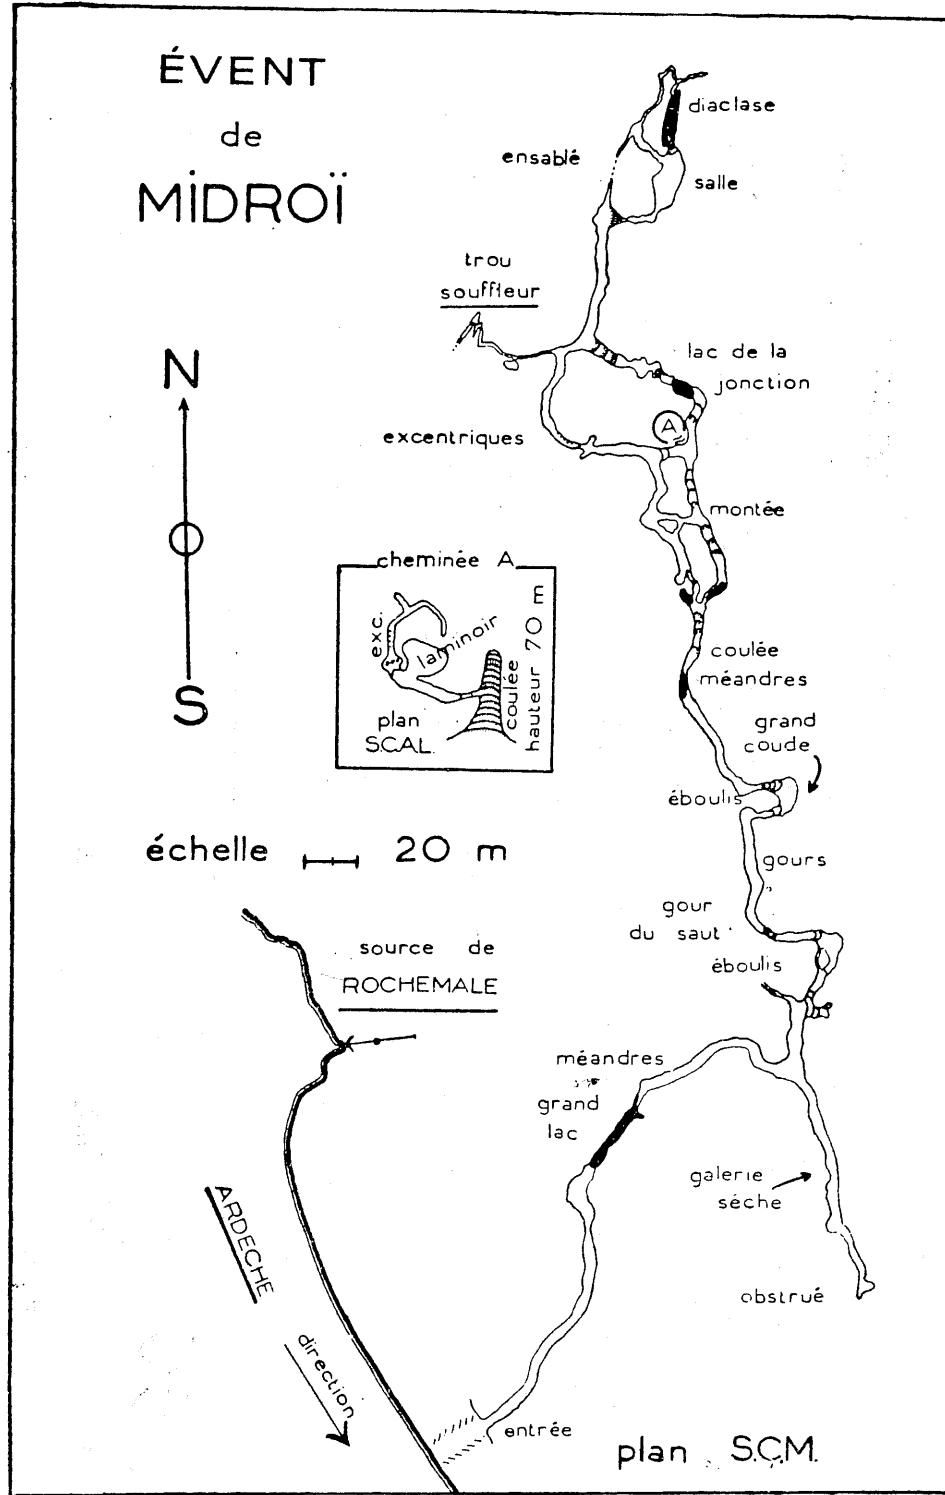 ÉVENT
de
MIDROÏ
diaclase
ensablé
salle
trou
souffleur
N
lac de la
jonction
A
excentriques
montée
S
cheminée A
exc.
laminoir
coulée
hauteur 70 m
plan
S.C.A.L.
coulée
méandres
grand
coude
éboulis
échelle 20 m
gours
gour
du saut
source de
ROCHEMALE
éboulis
méandres
grand
lac
galerie
séche
ARDECHE
direction
obstrué
entrée
plan S.C.M.